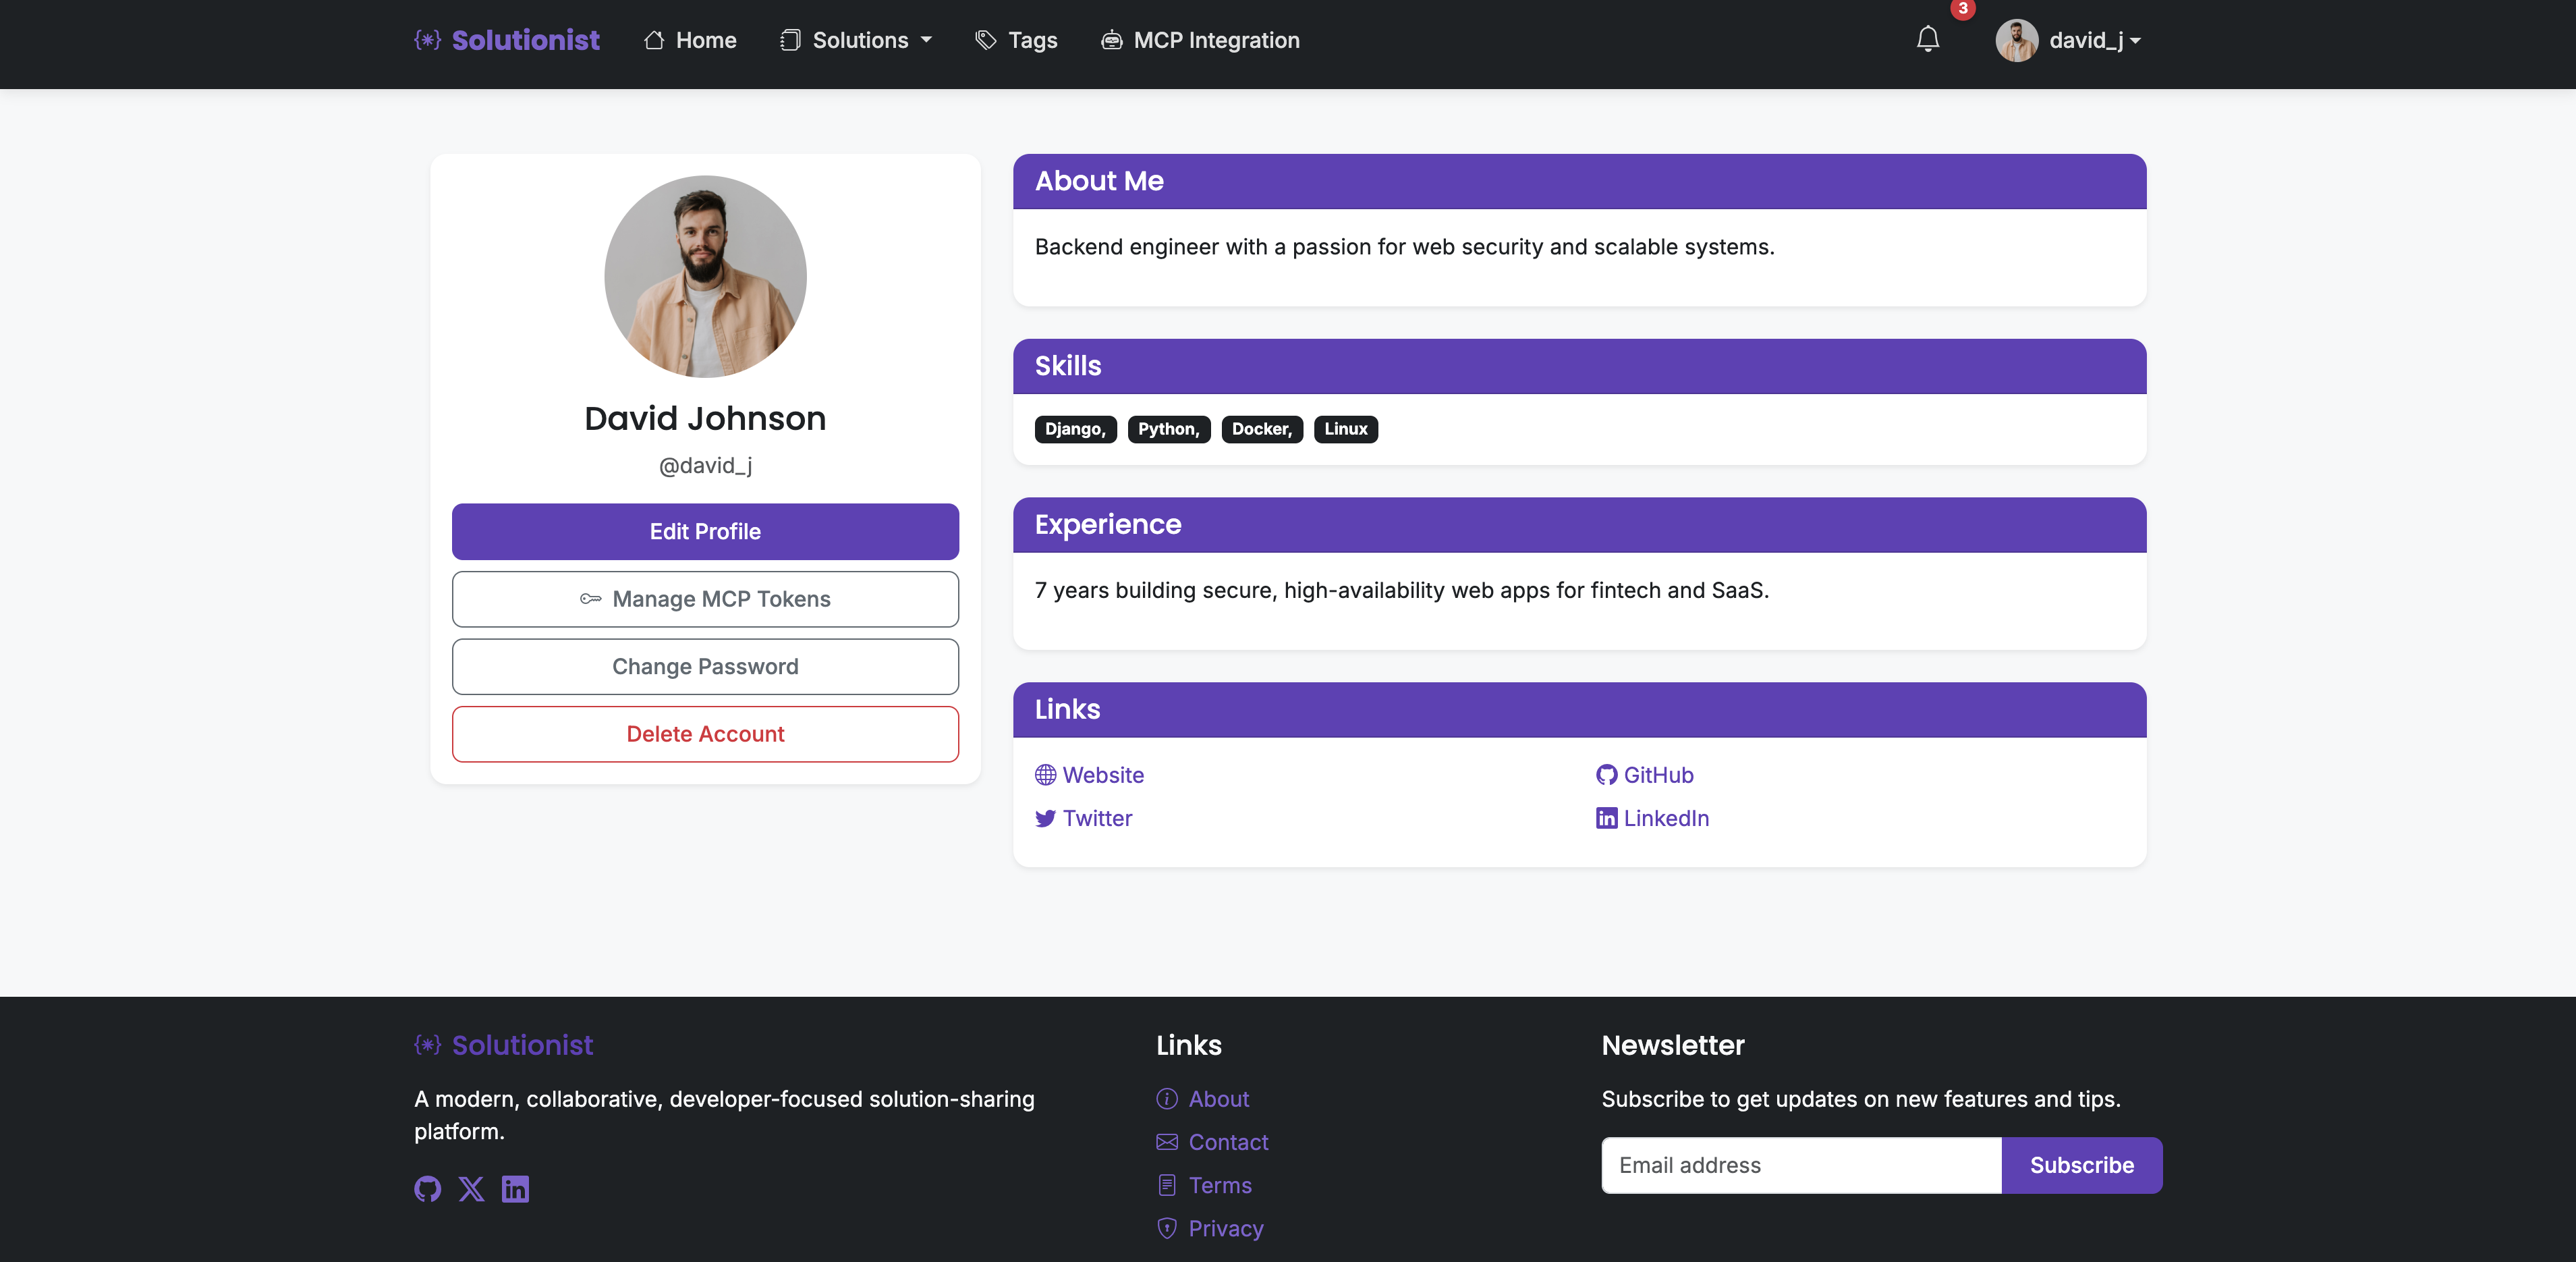 Solutionist
Home
Solutions
Tags
MCP Integration
3
david_j
David Johnson
@david_j
Edit Profile
Manage MCP Tokens
Change Password
Delete Account
About Me
Backend engineer with a passion for web security and scalable systems.
Skills
Django, Python, Docker, Linux
Experience
7 years building secure, high-availability web apps for fintech and SaaS.
Links
Website
GitHub
Twitter
LinkedIn
Solutionist
A modern, collaborative, developer-focused solution-sharing
platform.
Links
About
Contact
Terms
Privacy
Newsletter
Subscribe to get updates on new features and tips.
Email address
Subscribe